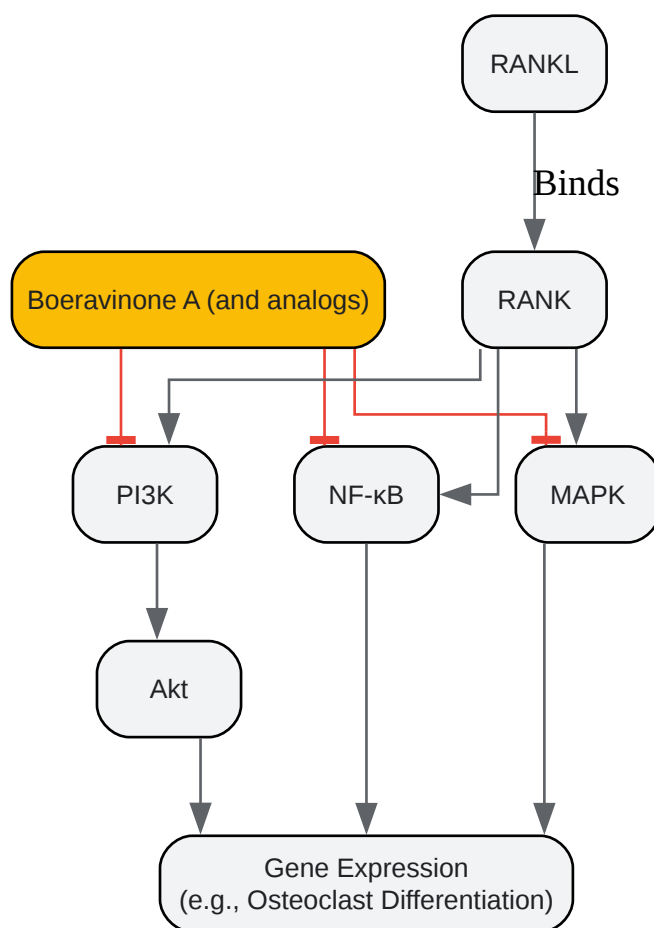 RANKL
Binds
Boeravinone A (and analogs)
RANK
PI3K
NF-κB
MAPK
Akt
Gene Expression
(e.g., Osteoclast Differentiation)